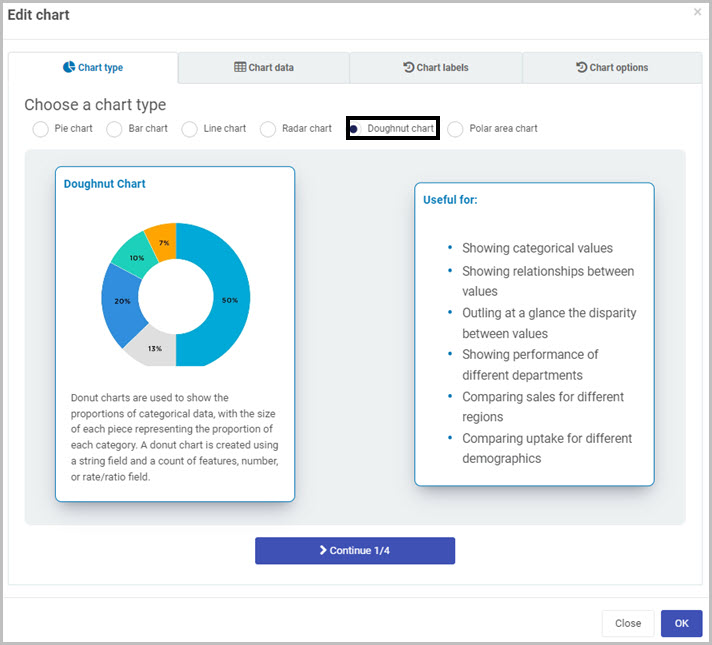 Edit chart
×
Chart type
Chart data
Chart labels
Chart options
Choose a chart type
Pie chart
Bar chart
Line chart
Radar chart
Doughnut chart
Polar area chart
Doughnut Chart
7%
10%
20%
50%
13%
Donut charts are used to show the
proportions of categorical data, with the size
of each piece representing the proportion of
each category. A donut chart is created using
a string field and a count of features, number,
or rate/ratio field.
Useful for:
• Showing categorical values
• Showing relationships between
values
• Outling at a glance the disparity
between values
• Showing performance of
different departments
• Comparing sales for different
regions
• Comparing uptake for different
demographics
Continue 1/4
Close
OK